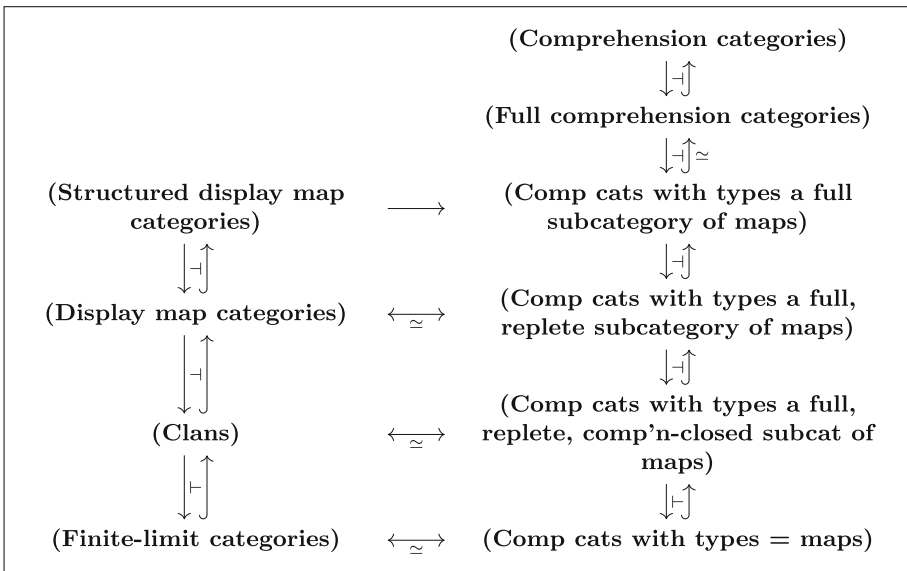 (Comprehension categories)
⊣
(Full comprehension categories)
⊣ ≃
(Structured display map
categories)
⟶
(Comp cats with types a full
subcategory of maps)
⊣
⊣
(Display map categories)
≃
(Comp cats with types a full,
replete subcategory of maps)
⊣
⊣
(Clans)
≃
(Comp cats with types a full,
replete, comp'n-closed subcat of
maps)
⊢
⊢
(Finite-limit categories)
≃
(Comp cats with types = maps)